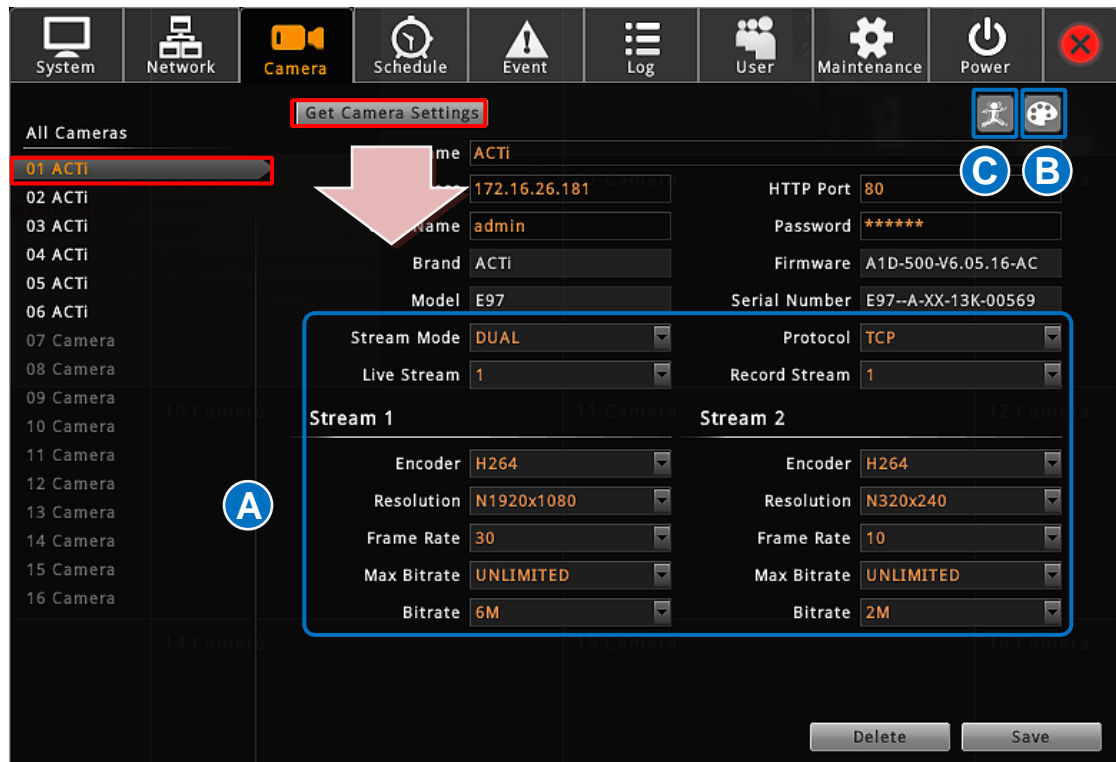 System Network Camera Schedule Event Log User Maintenance Power
Get Camera Settings
All Cameras
C B
me ACTi
01 ACTi
172.16.26.181 HTTP Port 80
02 ACTi
03 ACTi
Name admin Password ******
04 ACTi
Brand ACTi Firmware A1D-500-V6.05.16-AC
05 ACTi
Model E97 Serial Number E97--A-XX-13K-00569
06 ACTi
07 Camera
Stream Mode DUAL Protocol TCP
08 Camera
Live Stream 1 Record Stream 1
09 Camera
10 Camera 11 Camera 12 Camera
Stream 1 Stream 2
10 Camera
11 Camera
Encoder H264 Encoder H264
12 Camera
A
Resolution N1920x1080 Resolution N320x240
13 Camera
14 Camera
Frame Rate 30 Frame Rate 10
15 Camera
Max Bitrate UNLIMITED Max Bitrate UNLIMITED
16 Camera
Bitrate 6M Bitrate 2M
14 Camera 15 Camera 16 Camera
Delete Save